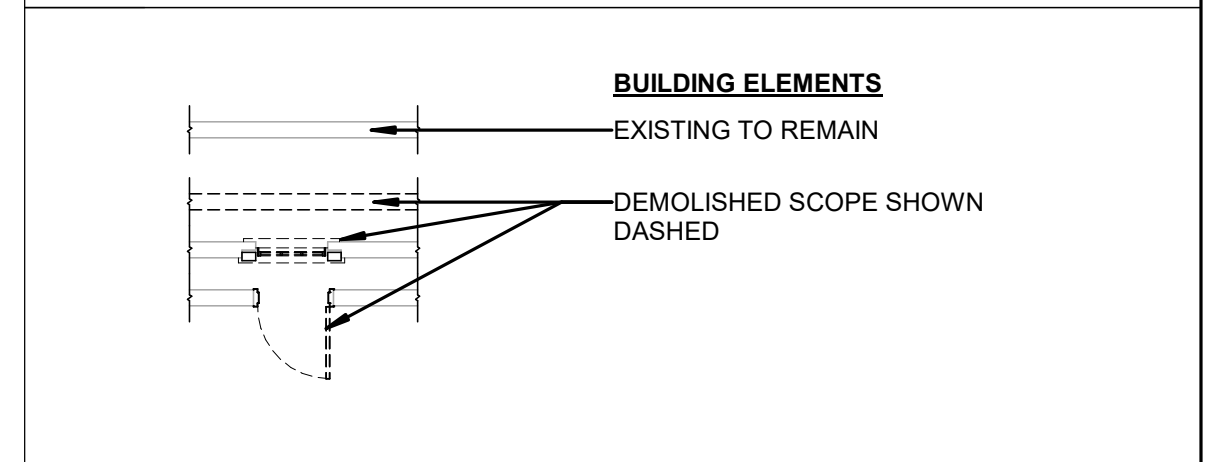 BUILDING ELEMENTS
EXISTING TO REMAIN
DEMOLISHED SCOPE SHOWN
DASHED